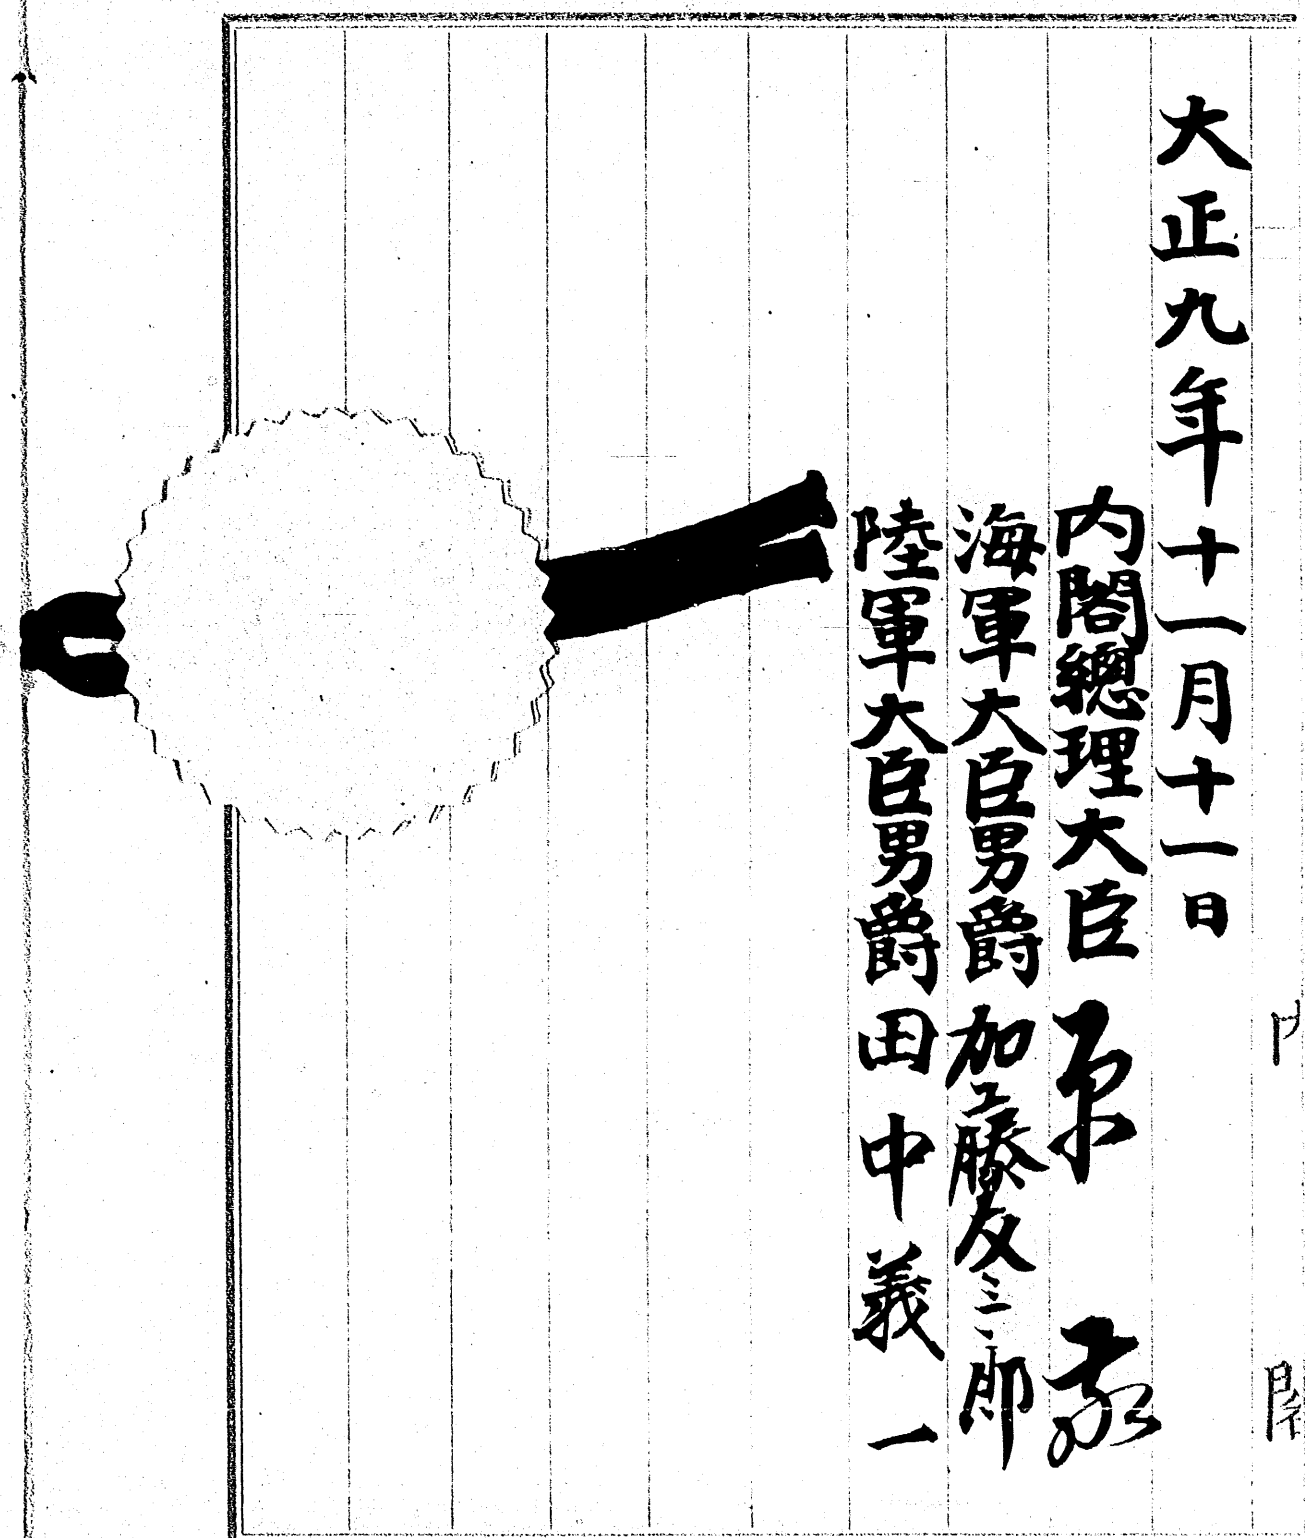 大正九年十一月十一日
内閣總理大臣 原 敬
海軍大臣男爵 加藤友三郎
陸軍大臣男爵 田中義一
内閣